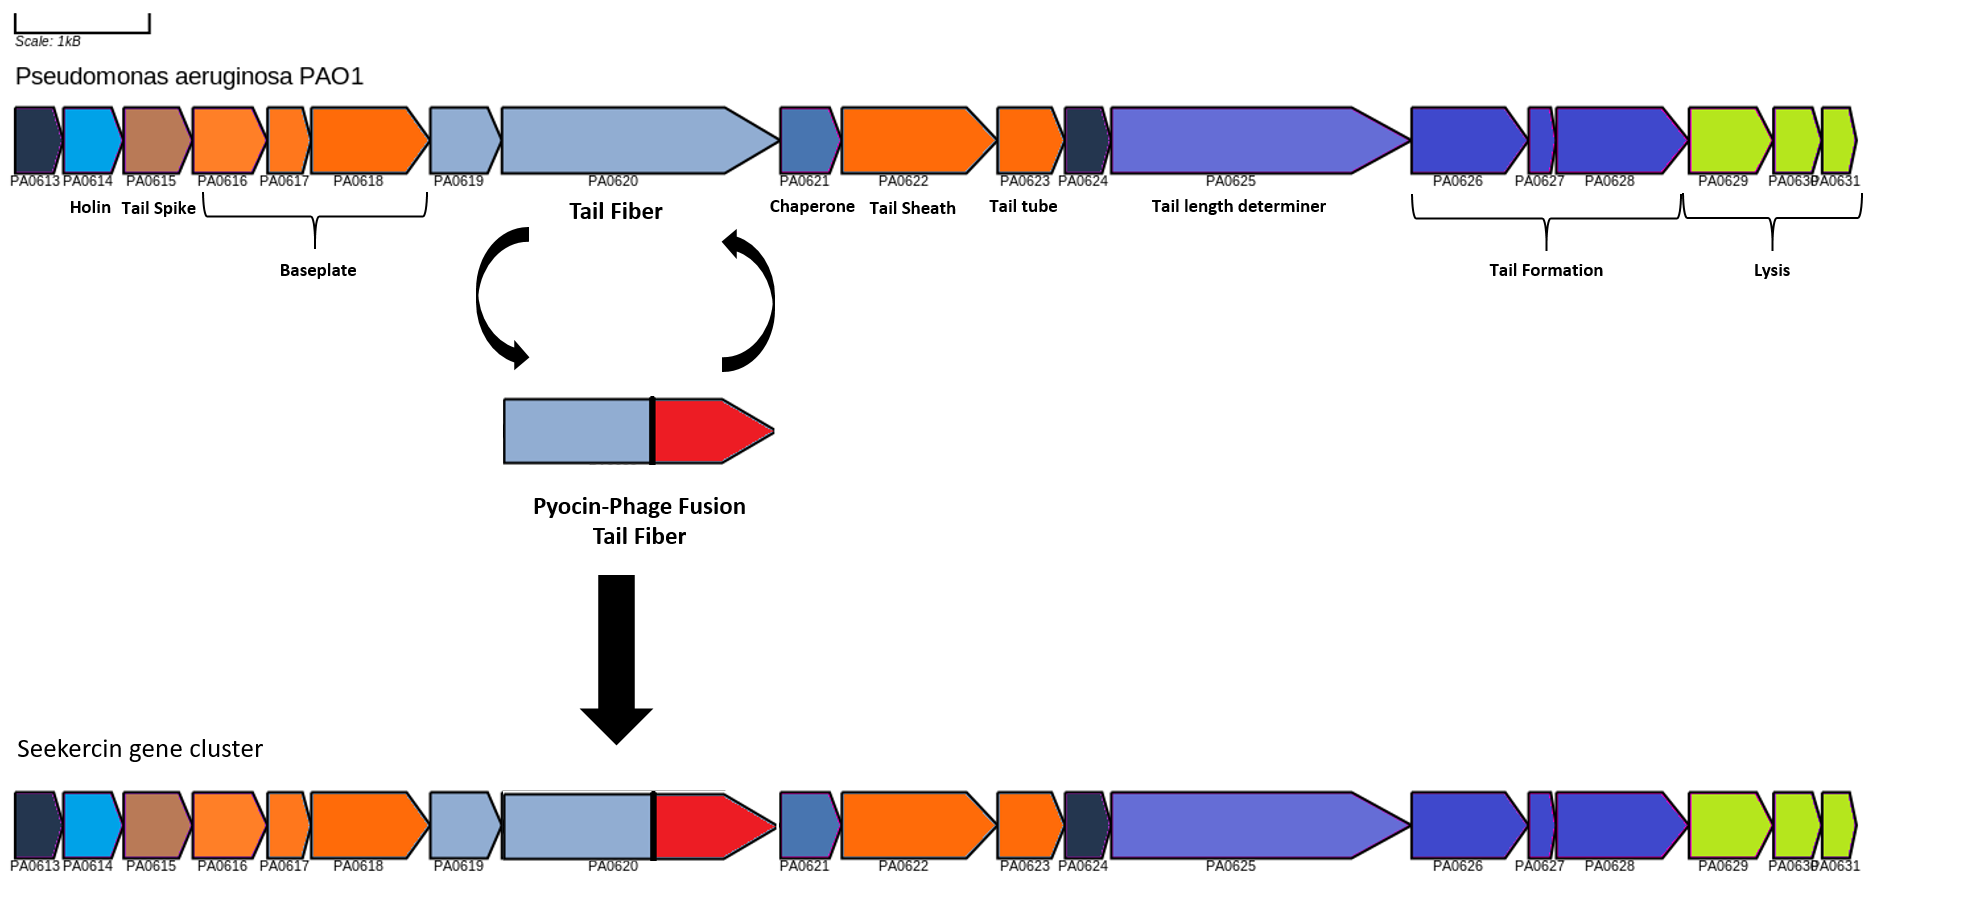 Scale: 1kB
Pseudomonas aeruginosa PAO1
PA0613 PA0614 PA0615 PA0616 PA0617 PA0618 PA0619 PA0620 PA0621 PA0622 PA0623 PA0624 PA0625 PA0626 PA0627 PA0628 PA0629 PA0630 PA0631
Holin Tail Spike Tail Fiber Chaperone Tail Sheath Tail tube Tail length determiner
Baseplate Tail Formation Lysis
Pyocin-Phage Fusion
Tail Fiber
Seekercin gene cluster
PA0613 PA0614 PA0615 PA0616 PA0617 PA0618 PA0619 PA0620 PA0621 PA0622 PA0623 PA0624 PA0625 PA0626 PA0627 PA0628 PA0629 PA0630 PA0631